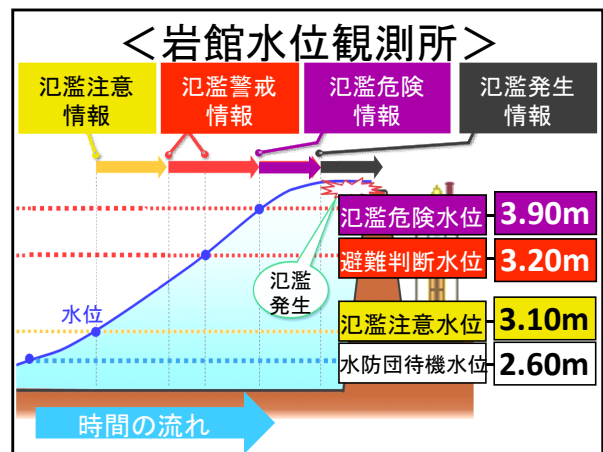 ＜岩館水位観測所＞
氾濫注意
情報
氾濫警戒
情報
氾濫危険
情報
氾濫発生
情報
氾濫危険水位
3.90m
避難判断水位
3.20m
氾濫
発生
水位
氾濫注意水位
3.10m
水防団待機水位
2.60m
時間の流れ